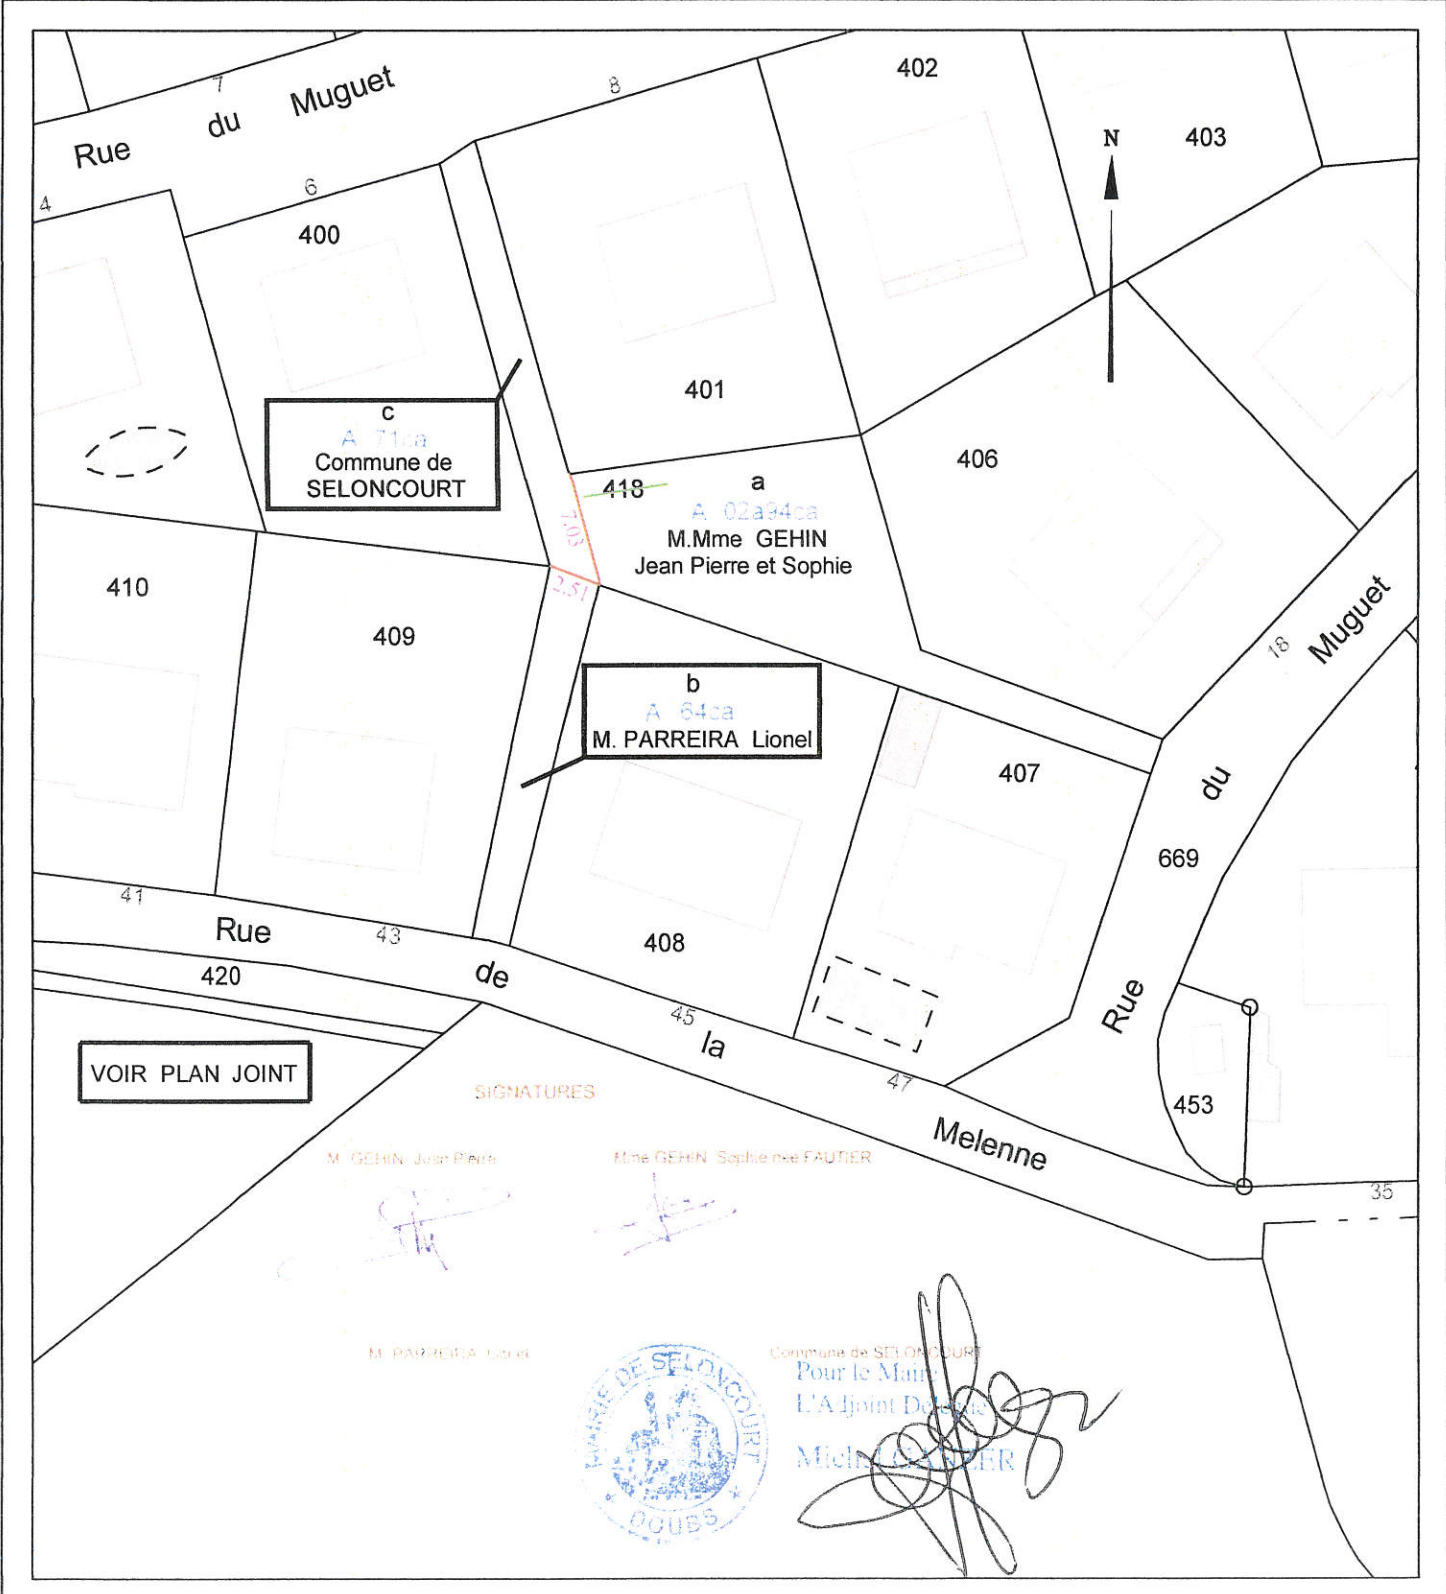 7
8
402
Rue du Muguet
N
403
6
4
400
401
c
A 71ca
Commune de
SELONCOURT
406
418
a
A 02a94ca
M.Mme GEHIN
Jean Pierre et Sophie
7.03
2.51
410
409
18
Rue du Muguet
b
A 64ca
M. PARREIRA Lionel
407
669
41
43
408
Rue de la Melenne
420
45
47
VOIR PLAN JOINT
SIGNATURES
453
M. GEHIN Jean Pierre
Mme GEHIN Sophie née FAUTIER
35
M. PARREIRA Lionel
Commune de SELONCOURT
MAIRIE DE SELONCOURT
DOUBS
Pour le Maire
L'Adjoint Délégué